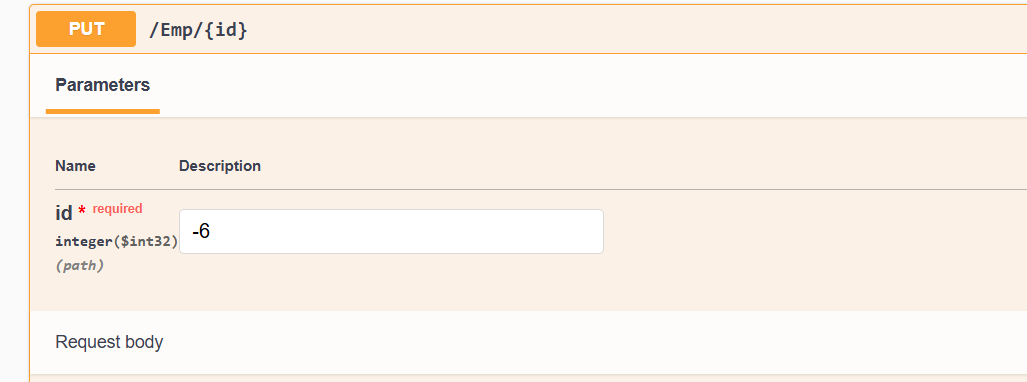 PUT /Emp/{id}
Parameters
Name Description
id * required
integer($int32)
(path)
-6
Request body